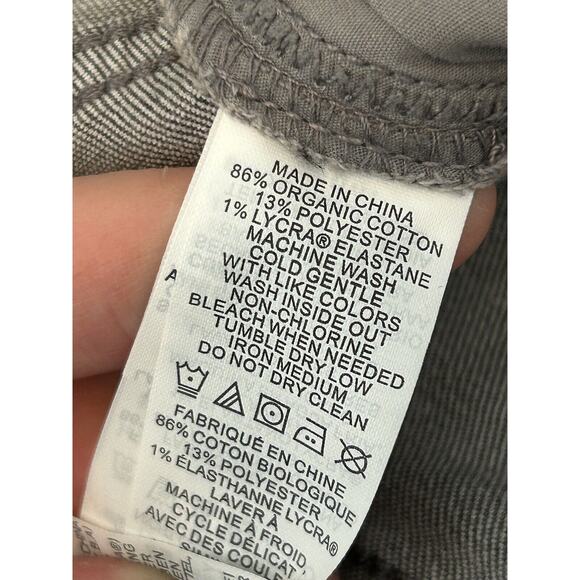 MADE IN CHINA
86% ORGANIC COTTON
13% POLYESTER
1% LYCRA® ELASTANE
MACHINE WASH
COLD GENTLE
WITH LIKE COLORS
WASH INSIDE OUT
NON-CHLORINE
BLEACH WHEN NEEDED
TUMBLE DRY LOW
IRON MEDIUM
DO NOT DRY CLEAN
FABRIQUÉ EN CHINE
86% COTON BIOLOGIQUE
13% POLYESTER
1% ÉLASTHANNE LYCRA®
LAVER À
MACHINE À FROID,
CYCLE DÉLICAT,
AVEC DES COULE